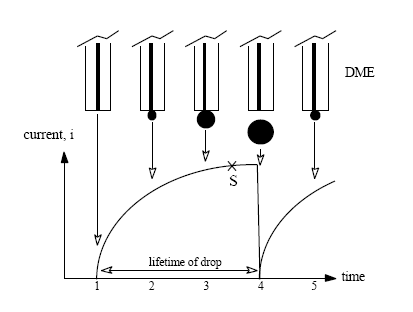 DME
current, i
S
lifetime of drop
time
1 2 3 4 5